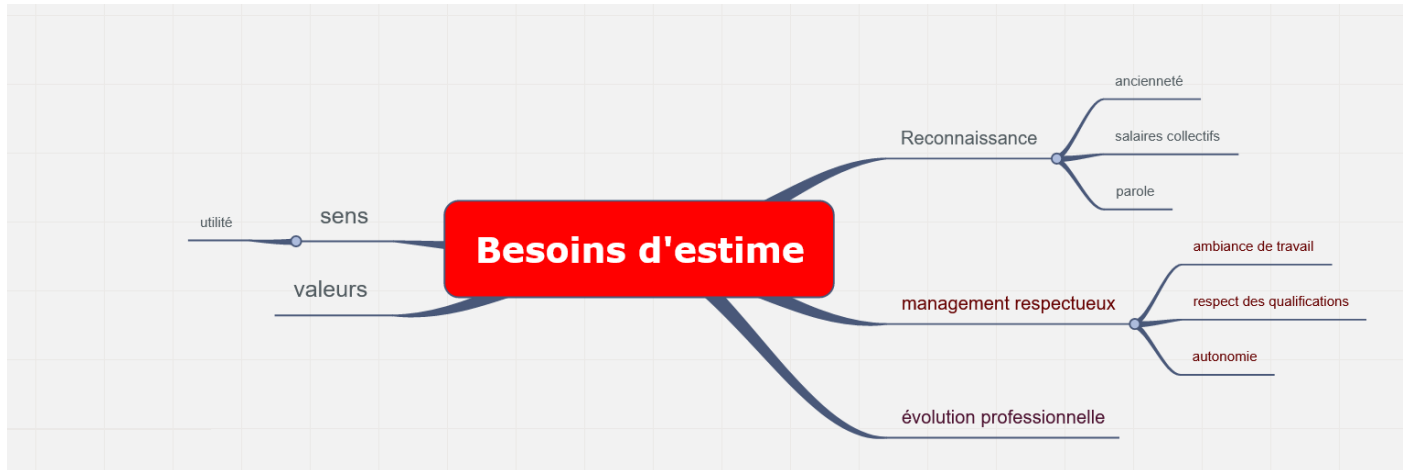 Besoins d'estime
Reconnaissance
ancienneté
salaires collectifs
parole
management respectueux
ambiance de travail
respect des qualifications
autonomie
évolution professionnelle
sens
utilité
valeurs